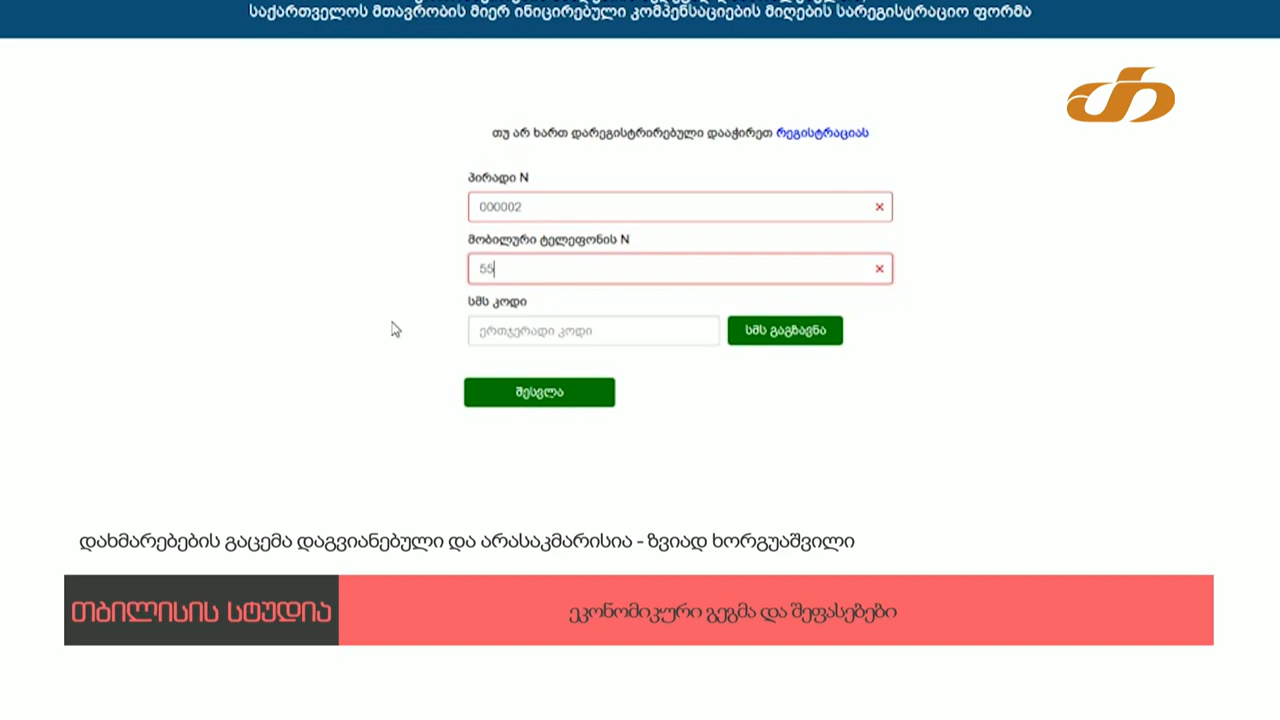 საქართველოს მთავრობის მიერ ინიცირებული კომპენსაციების მიღების სარეგისტრაციო ფორმა
თუ არ ხართ დარეგისტრირებული დააჭირეთ რეგისტრაციას
პირადი N
000002
მობილური ტელეფონის N
55
სმს კოდი
ერთჯერადი კოდი
სმს გაგზავნა
შესვლა
დახმარებების გაცემა დაგვიანებული და არასაკმარისია - ზვიად ხორგუაშვილი
თბილისის სტუდია
ეკონომიკური გეგმა და შეფასებები